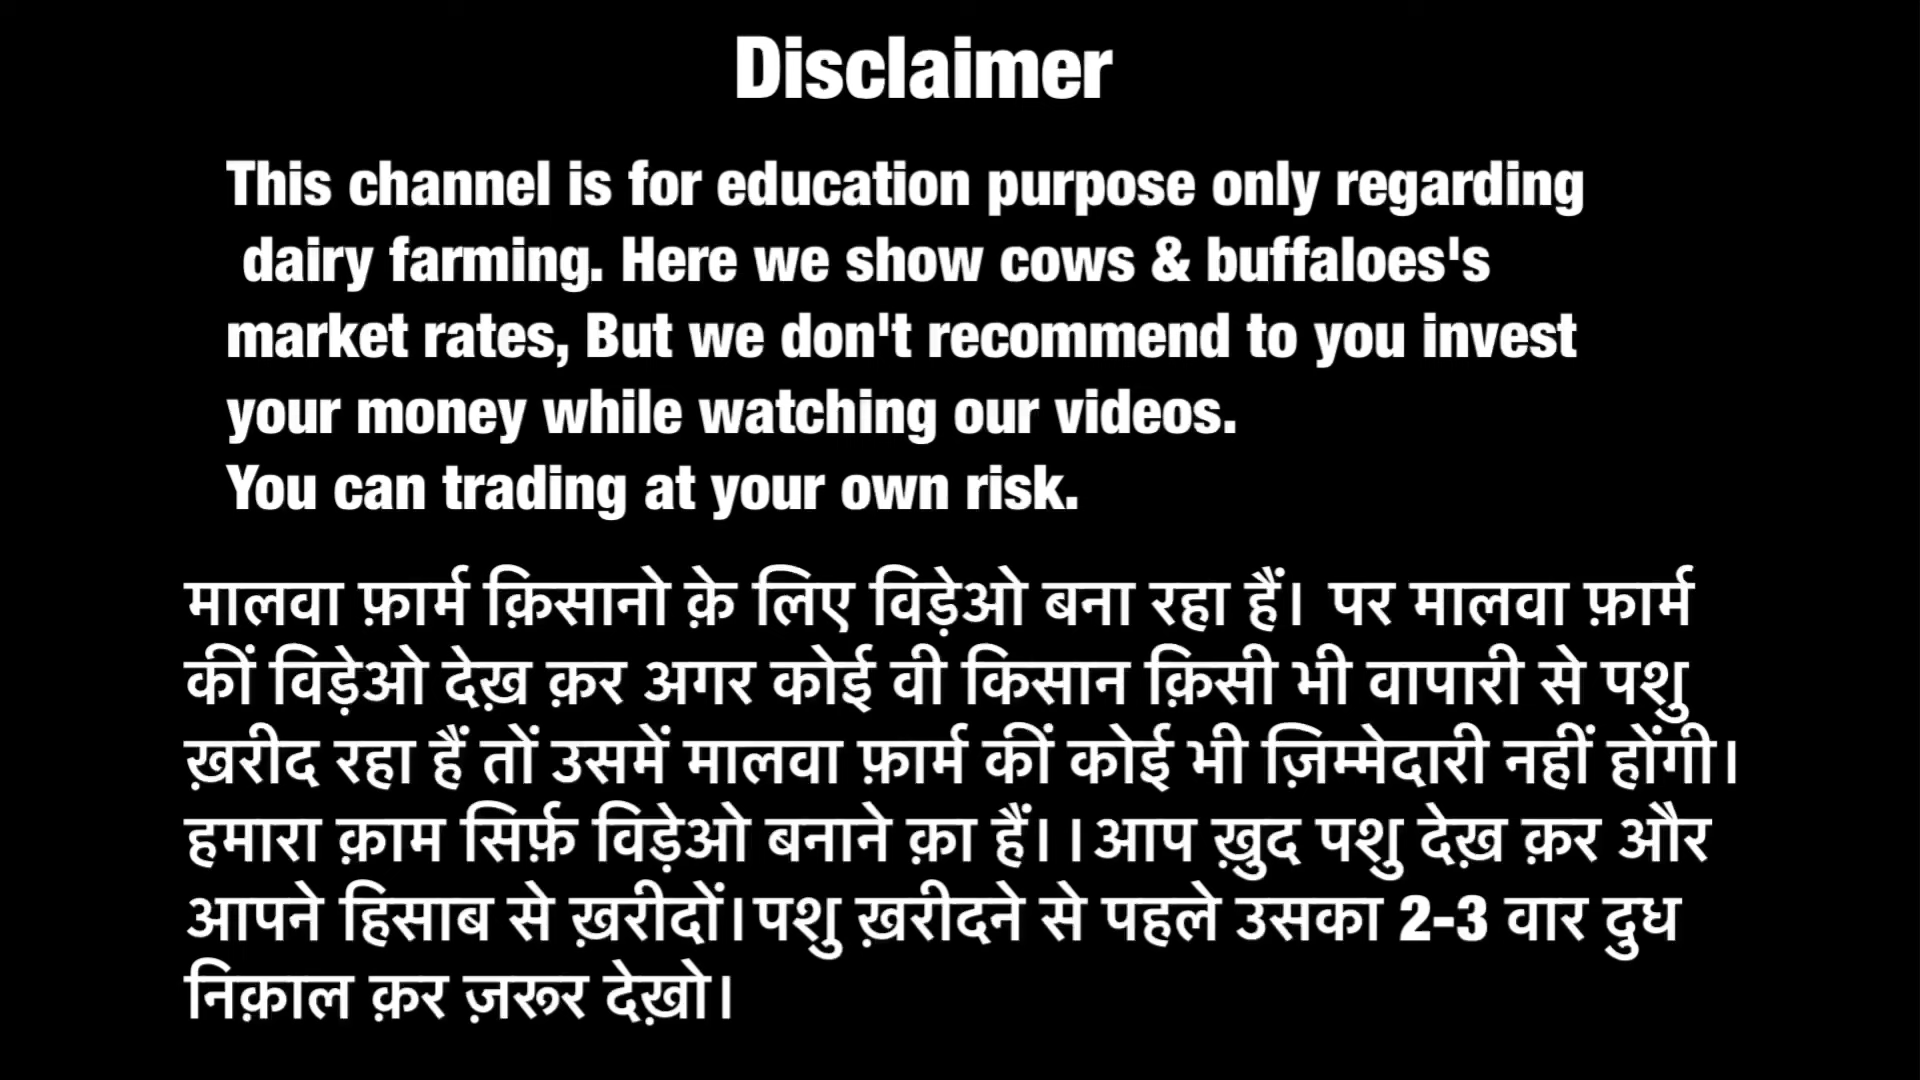 Disclaimer
This channel is for education purpose only regarding
dairy farming. Here we show cows & buffaloes's
market rates, But we don't recommend to you invest
your money while watching our videos.
You can trading at your own risk.
मालवा फ़ार्म क़िसानो क़े लिए विड़ेओ बना रहा हैं। पर मालवा फ़ार्म
कीं विड़ेओ देख़ क़र अगर कोई वी किसान क़िसी भी वापारी से पशु
ख़रीद रहा हैं तों उसमें मालवा फ़ार्म कीं कोई भी ज़िम्मेदारी नहीं होंगी।
हमारा क़ाम सिर्फ़ विड़ेओ बनाने क़ा हैं।।आप ख़ुद पशु देख़ क़र और
आपने हिसाब से ख़रीदों।पशु ख़रीदने से पहले उसका 2-3 वार दुध
निक़ाल क़र ज़रूर देख़ो।